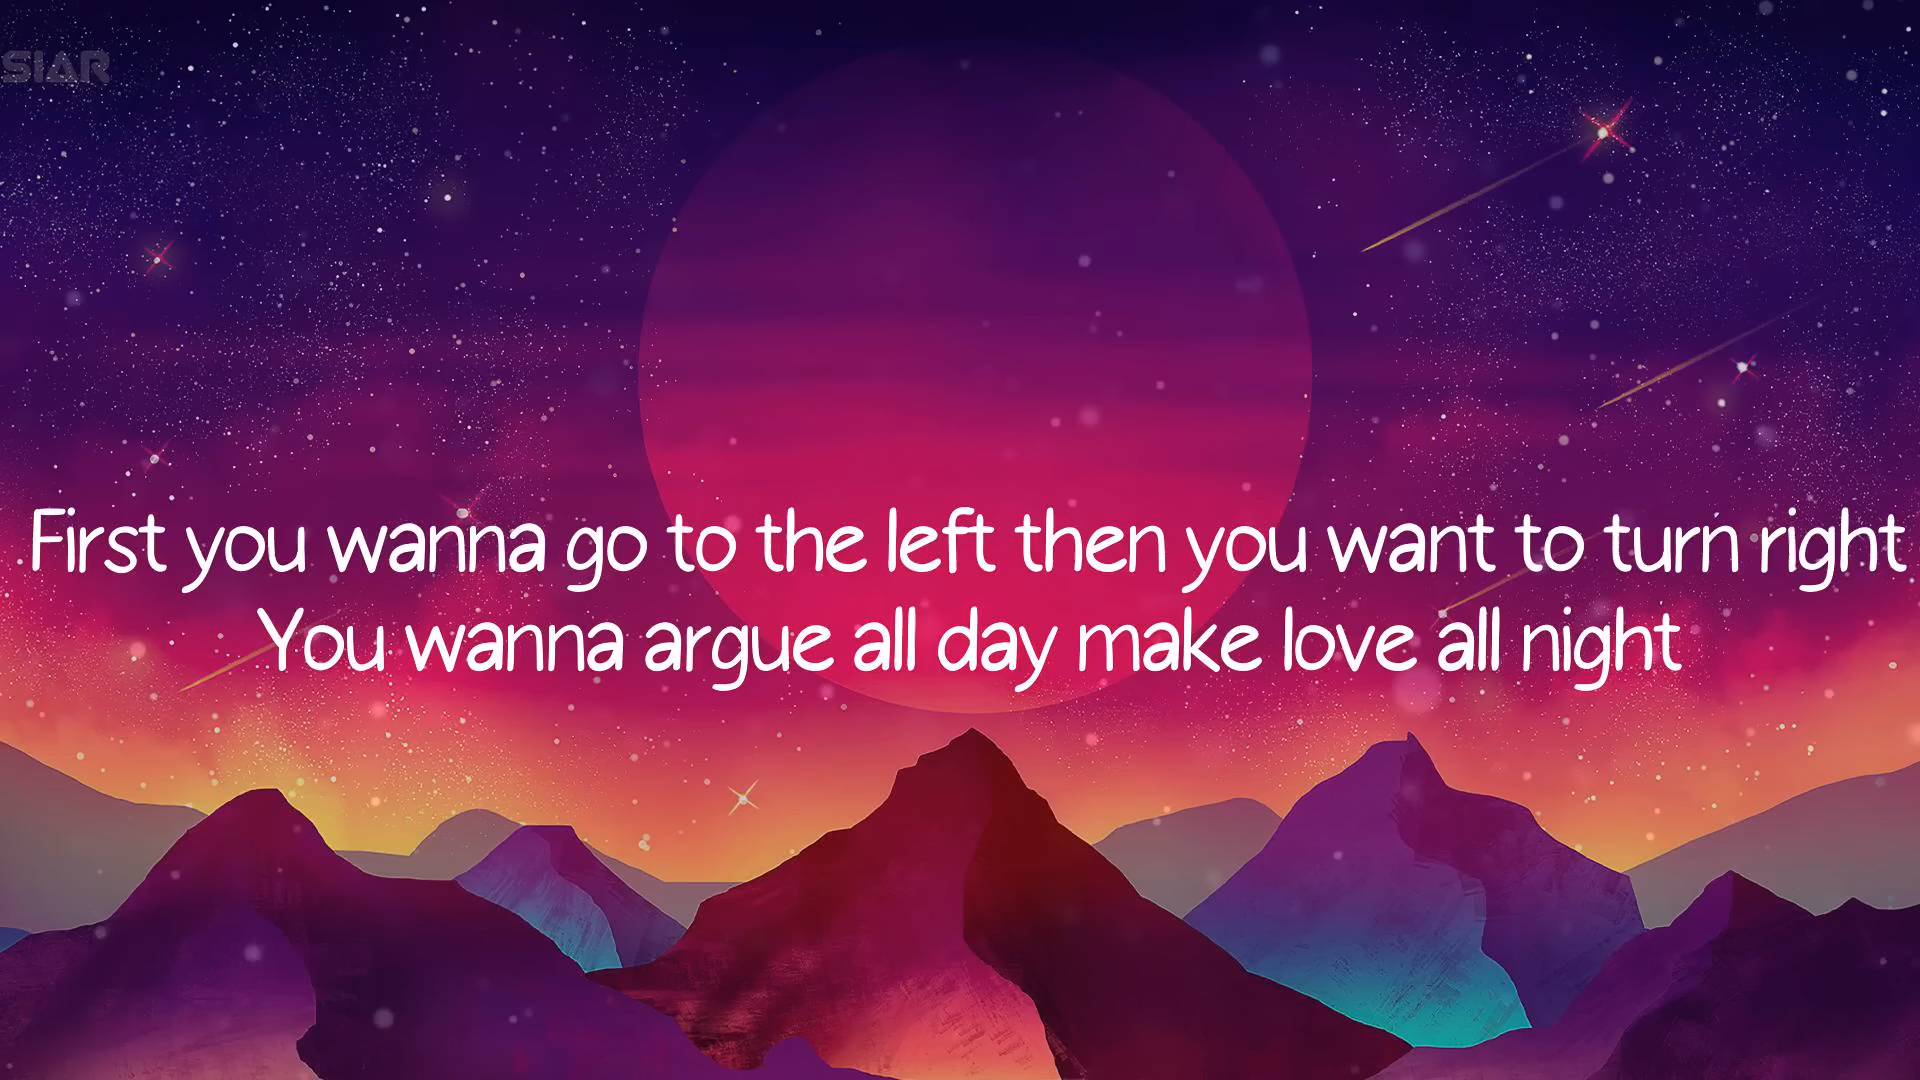 SIAR
First you wanna go to the left then you want to turn right
You wanna argue all day make love all night